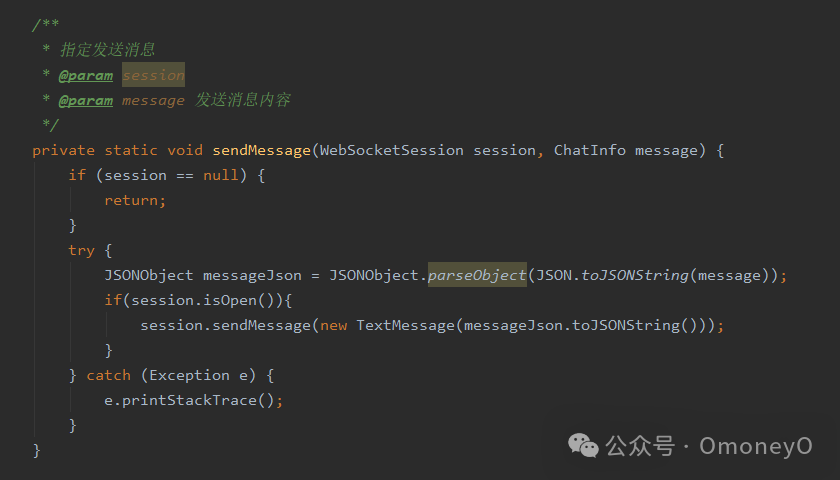 /**
 * 指定发送消息
 * @param session
 * @param message 发送消息内容
 */
private static void sendMessage(WebSocketSession session, ChatInfo message) {
    if (session == null) {
        return;
    }
    try {
        JSONObject messageJson = JSONObject.parseObject(JSON.toJSONString(message));
        if(session.isOpen()){
            session.sendMessage(new TextMessage(messageJson.toJSONString()));
        }
    } catch (Exception e) {
        e.printStackTrace();
    }
}
公众号 · OmoneyO